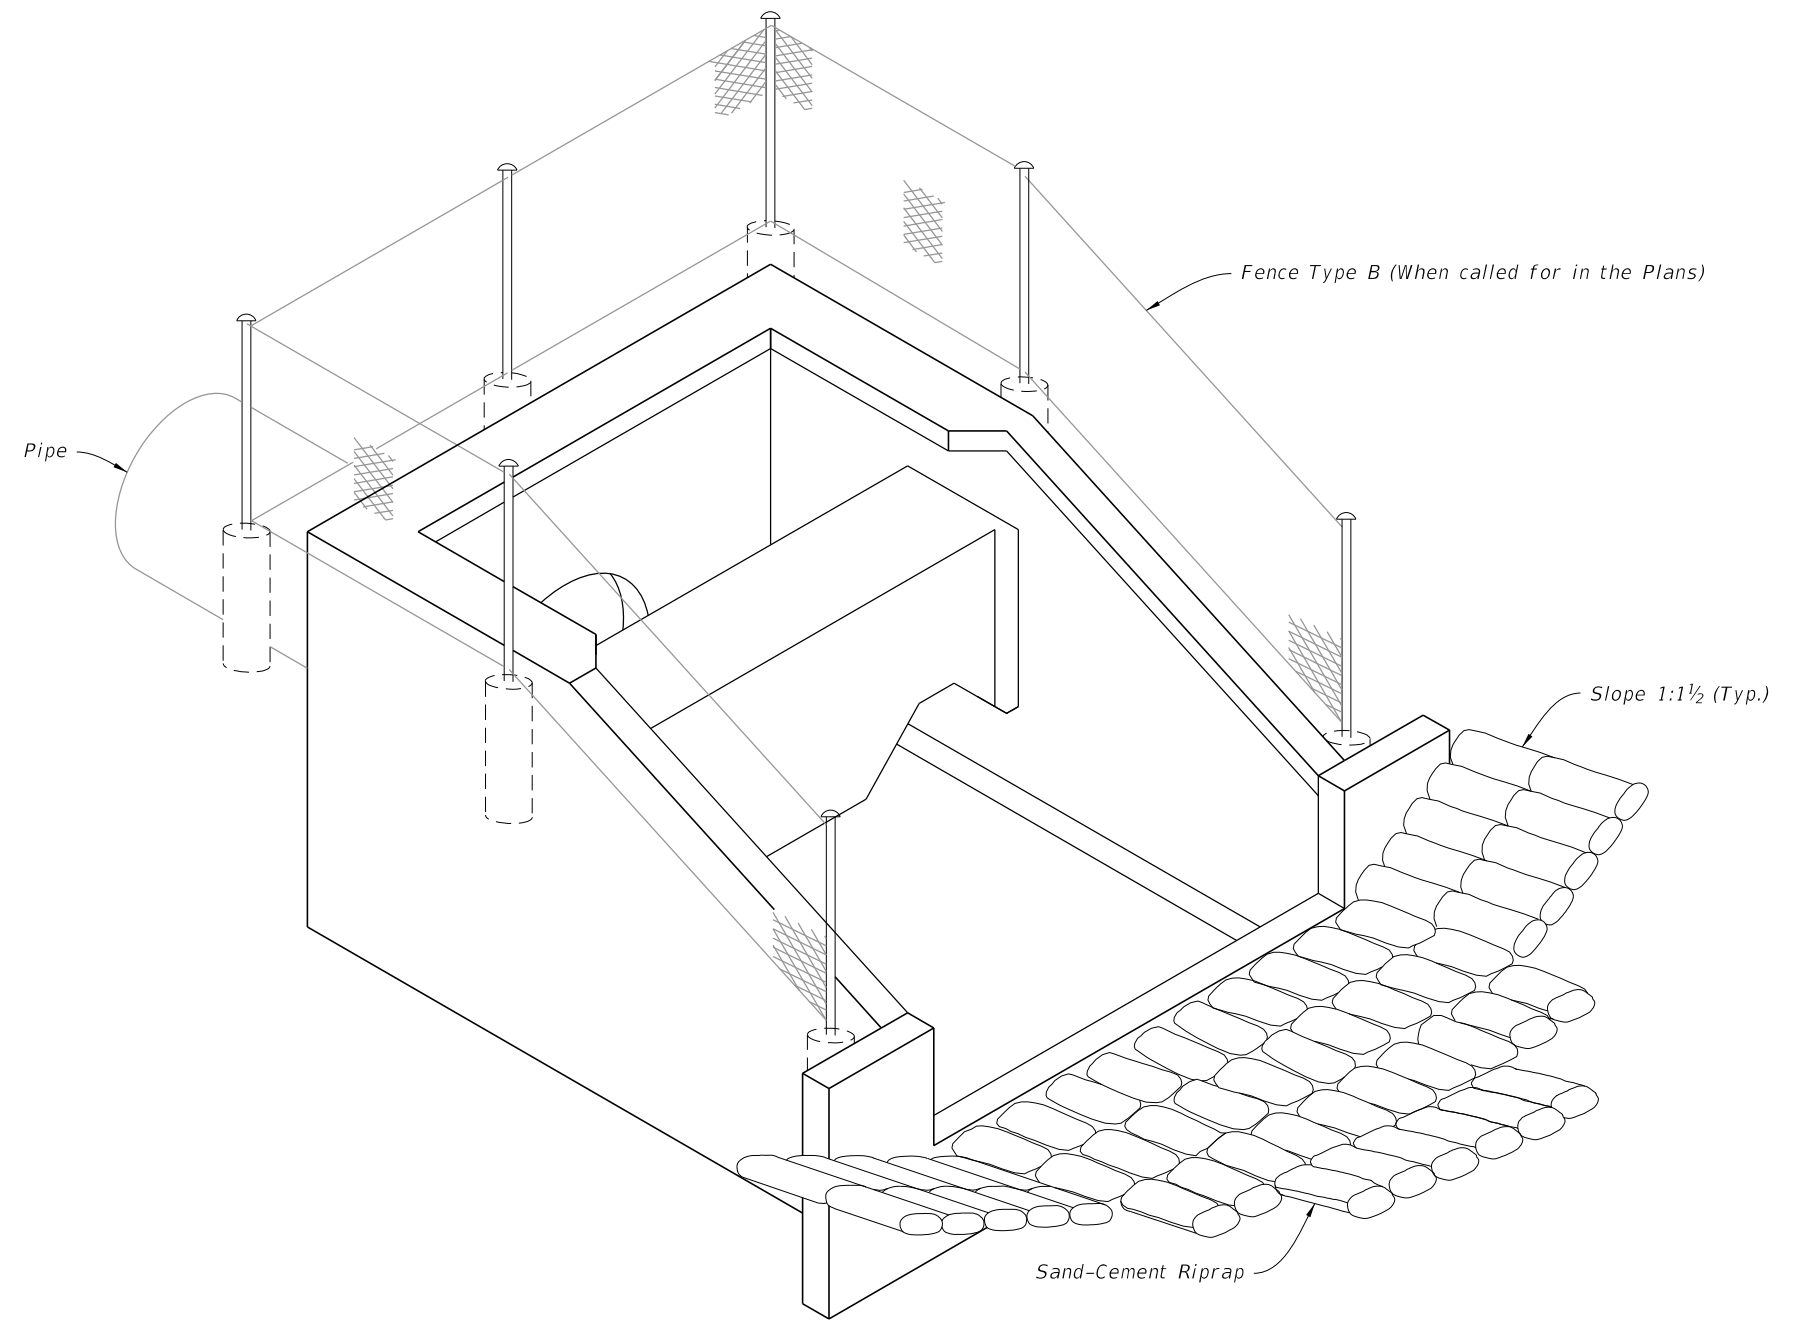 Fence Type B (When called for in the Plans)
Pipe
Slope 1:1½ (Typ.)
Sand-Cement Riprap